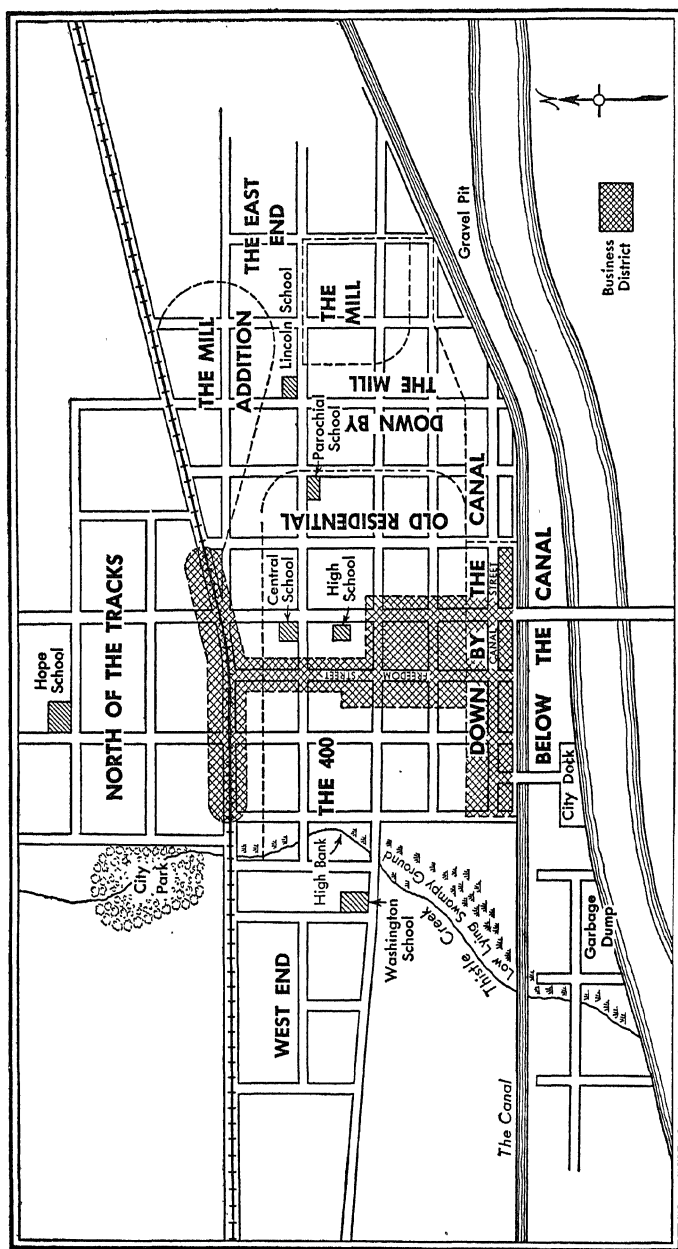 Hope
School
NORTH OF THE TRACKS
City
Park
THE MILL
ADDITION
THE EAST
END
Lincoln School
THE
MILL
Parochial
School
DOWN BY
THE MILL
OLD RESIDENTIAL
Central
School
High
School
FREEDOM
STREET
THE 400
WEST END
High Bank
Washington
School
Thistle Creek
Low Lying Swampy Ground
DOWN BY THE CANAL
CANAL STREET
BELOW THE CANAL
The Canal
City Dock
Garbage
Dump
Gravel Pit
N
Business
District